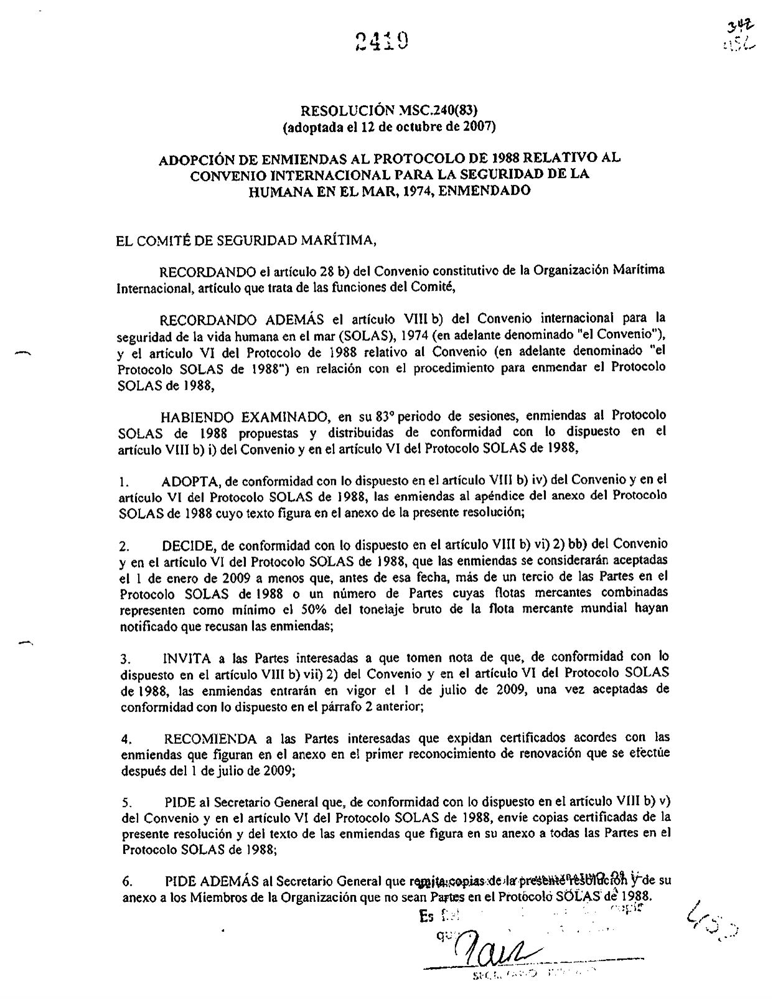 2419
342
RESOLUCIÓN MSC.240(83)
(adoptada el 12 de octubre de 2007)
ADOPCIÓN DE ENMIENDAS AL PROTOCOLO DE 1988 RELATIVO AL
CONVENIO INTERNACIONAL PARA LA SEGURIDAD DE LA
HUMANA EN EL MAR, 1974, ENMENDADO
EL COMITÉ DE SEGURIDAD MARÍTIMA,
RECORDANDO el artículo 28 b) del Convenio constitutivo de la Organización Marítima
Internacional, artículo que trata de las funciones del Comité,
RECORDANDO ADEMÁS el artículo VIII b) del Convenio internacional para la
seguridad de la vida humana en el mar (SOLAS), 1974 (en adelante denominado "el Convenio"),
y el artículo VI del Protocolo de 1988 relativo al Convenio (en adelante denominado "el
Protocolo SOLAS de 1988") en relación con el procedimiento para enmendar el Protocolo
SOLAS de 1988,
HABIENDO EXAMINADO, en su 83º periodo de sesiones, enmiendas al Protocolo
SOLAS de 1988 propuestas y distribuidas de conformidad con lo dispuesto en el
artículo VIII b) i) del Convenio y en el artículo VI del Protocolo SOLAS de 1988,
1. ADOPTA, de conformidad con lo dispuesto en el artículo VIII b) iv) del Convenio y en el
artículo VI del Protocolo SOLAS de 1988, las enmiendas al apéndice del anexo del Protocolo
SOLAS de 1988 cuyo texto figura en el anexo de la presente resolución;
2. DECIDE, de conformidad con lo dispuesto en el artículo VIII b) vi) 2) bb) del Convenio
y en el artículo VI del Protocolo SOLAS de 1988, que las enmiendas se considerarán aceptadas
el 1 de enero de 2009 a menos que, antes de esa fecha, más de un tercio de las Partes en el
Protocolo SOLAS de 1988 o un número de Partes cuyas flotas mercantes combinadas
representen como mínimo el 50% del tonelaje bruto de la flota mercante mundial hayan
notificado que recusan las enmiendas;
3. INVITA a las Partes interesadas a que tomen nota de que, de conformidad con lo
dispuesto en el artículo VIII b) vii) 2) del Convenio y en el artículo VI del Protocolo SOLAS
de 1988, las enmiendas entrarán en vigor el 1 de julio de 2009, una vez aceptadas de
conformidad con lo dispuesto en el párrafo 2 anterior;
4. RECOMIENDA a las Partes interesadas que expidan certificados acordes con las
enmiendas que figuran en el anexo en el primer reconocimiento de renovación que se efectúe
después del 1 de julio de 2009;
5. PIDE al Secretario General que, de conformidad con lo dispuesto en el artículo VIII b) v)
del Convenio y en el artículo VI del Protocolo SOLAS de 1988, envíe copias certificadas de la
presente resolución y del texto de las enmiendas que figura en su anexo a todas las Partes en el
Protocolo SOLAS de 1988;
6. PIDE ADEMÁS al Secretario General que remita copias de la presente resolución y de su
anexo a los Miembros de la Organización que no sean Partes en el Protocolo SOLAS de 1988.
Es